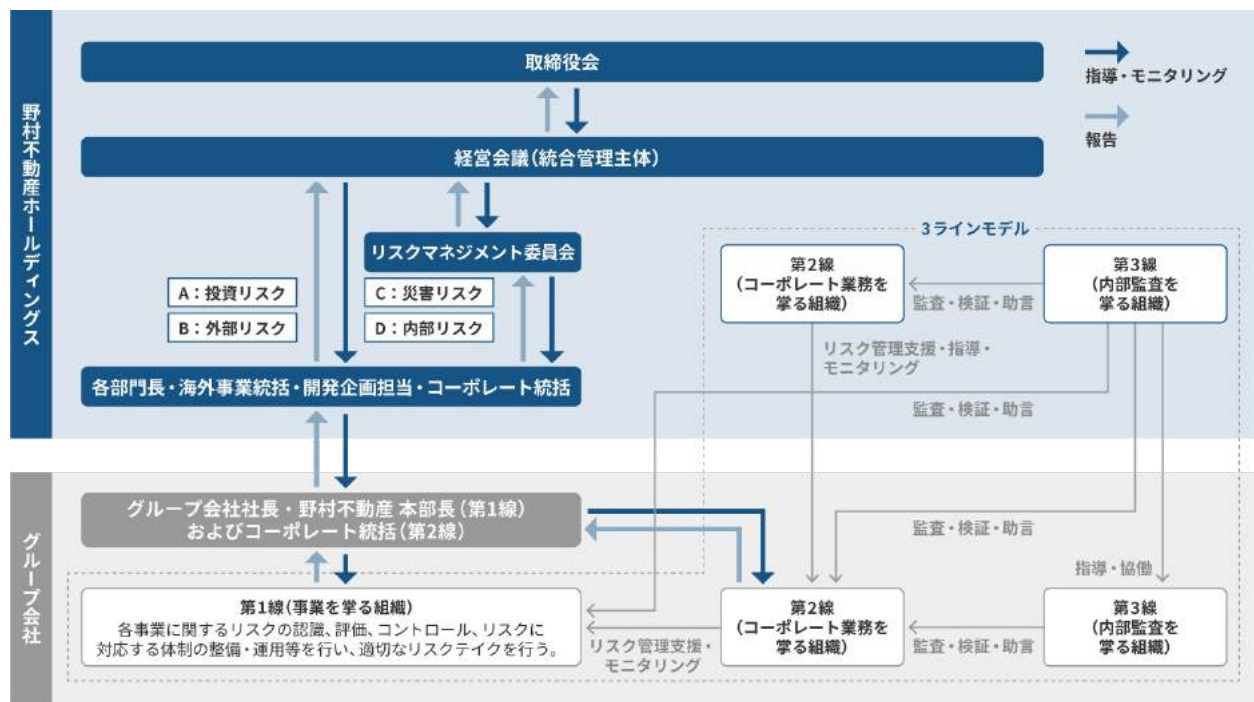 野村不動産ホールディングス
取締役会
指導・モニタリング
報告
経営会議(統合管理主体)
3ラインモデル
リスクマネジメント委員会
A:投資リスク
B:外部リスク
C:災害リスク
D:内部リスク
第2線
(コーポレート業務を
掌る組織)
監査・検証・助言
第3線
(内部監査を
掌る組織)
リスク管理支援・指導・
モニタリング
各部門長・海外事業統括・開発企画担当・コーポレート統括
監査・検証・助言
グループ会社
グループ会社社長・野村不動産 本部長(第1線)
およびコーポレート統括(第2線)
監査・検証・助言
指導・協働
第1線(事業を掌る組織)
各事業に関するリスクの認識、評価、コントロール、リスクに
対応する体制の整備・運用等を行い、適切なリスクテイクを行う。
リスク管理支援・
モニタリング
第2線
(コーポレート業務を
掌る組織)
監査・検証・助言
第3線
(内部監査を
掌る組織)